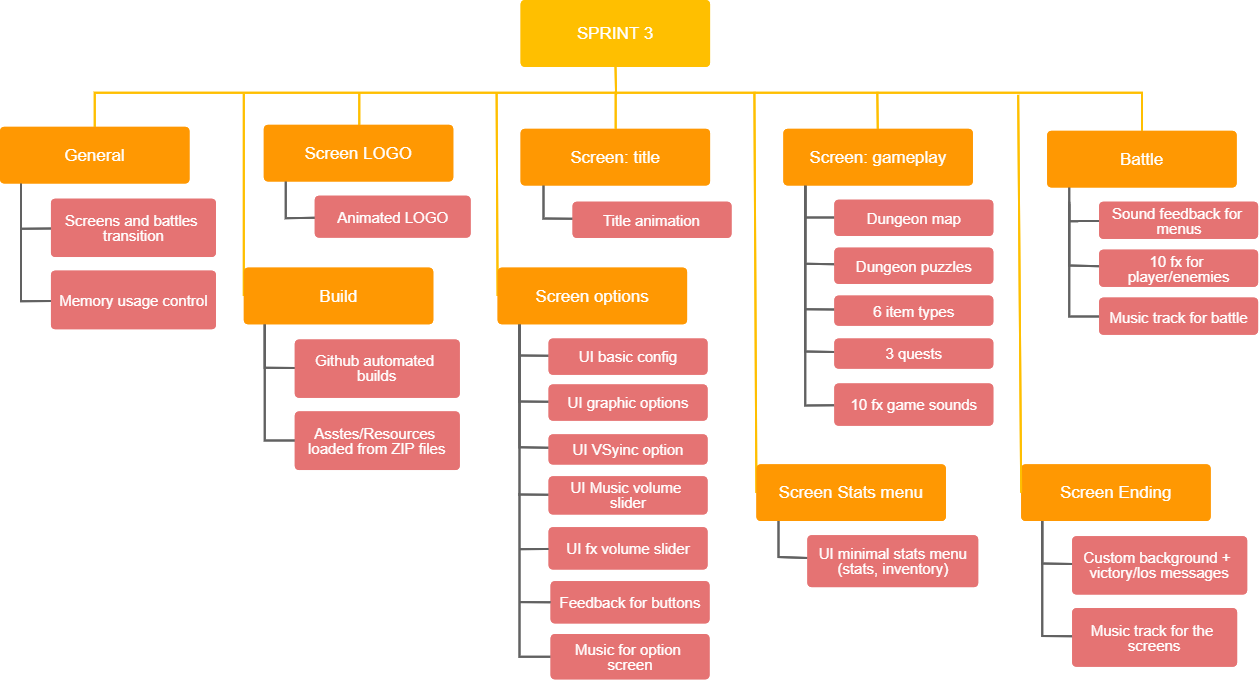 SPRINT 3
General
Screens and battles
transition
Memory usage control
Screen LOGO
Animated LOGO
Build
Github automated
builds
Asstes/Resources
loaded from ZIP files
Screen: title
Title animation
Screen options
UI basic config
UI graphic options
UI VSyinc option
UI Music volume
slider
UI fx volume slider
Feedback for buttons
Music for option
screen
Screen: gameplay
Dungeon map
Dungeon puzzles
6 item types
3 quests
10 fx game sounds
Screen Stats menu
UI minimal stats menu
(stats, inventory)
Battle
Sound feedback for
menus
10 fx for
player/enemies
Music track for battle
Screen Ending
Custom background +
victory/los messages
Music track for the
screens